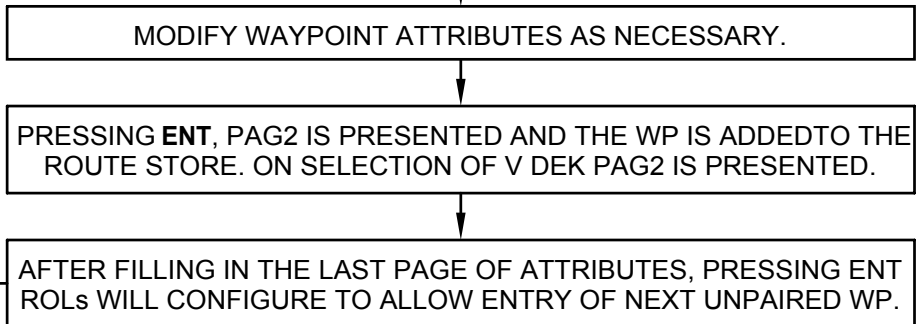 MODIFY WAYPOINT ATTRIBUTES AS NECESSARY.
PRESSING ENT, PAG2 IS PRESENTED AND THE WP IS ADDEDTO THE
ROUTE STORE. ON SELECTION OF V DEK PAG2 IS PRESENTED.
AFTER FILLING IN THE LAST PAGE OF ATTRIBUTES, PRESSING ENT
ROLs WILL CONFIGURE TO ALLOW ENTRY OF NEXT UNPAIRED WP.